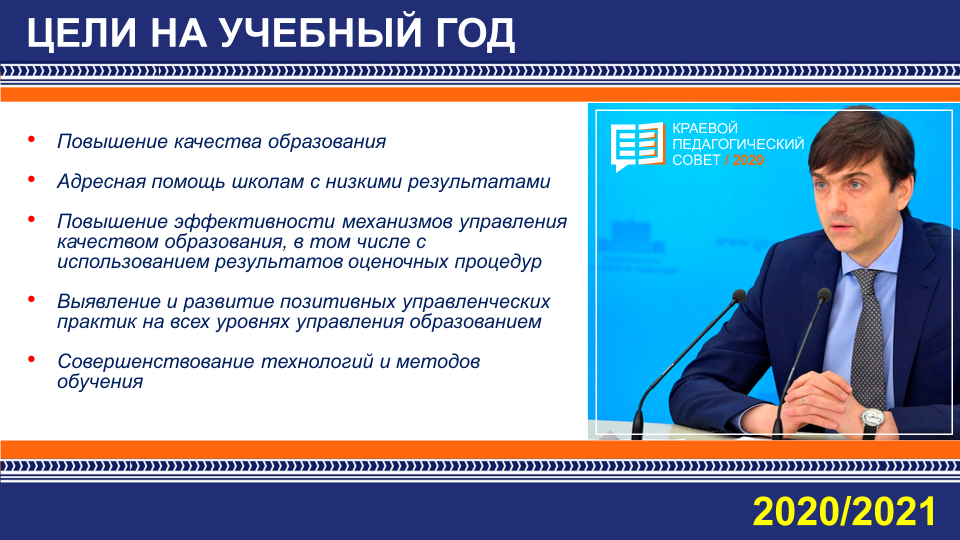 ЦЕЛИ НА УЧЕБНЫЙ ГОД
• Повышение качества образования
• Адресная помощь школам с низкими результатами
• Повышение эффективности механизмов управления
качеством образования, в том числе с
использованием результатов оценочных процедур
• Выявление и развитие позитивных управленческих
практик на всех уровнях управления образованием
• Совершенствование технологий и методов
обучения
КРАЕВОЙ
ПЕДАГОГИЧЕСКИЙ
СОВЕТ / 2020
2020/2021